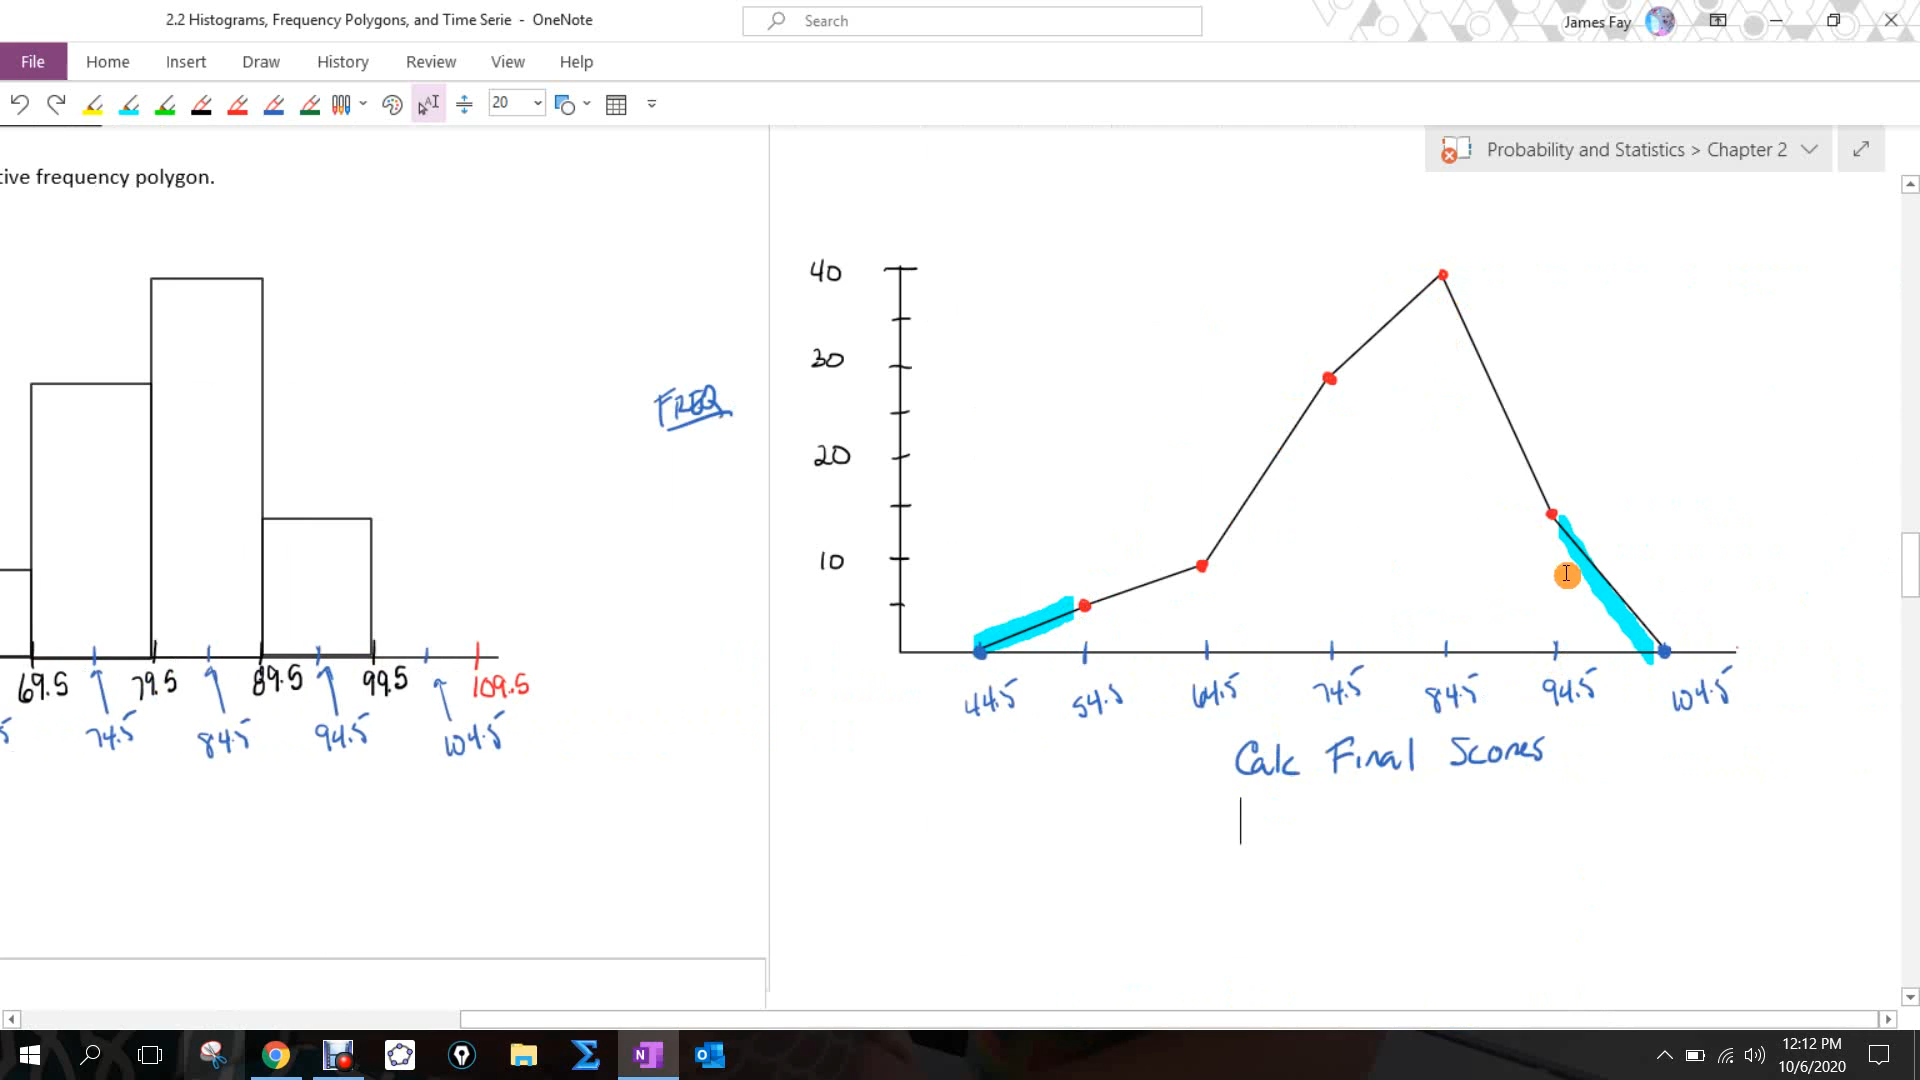 2.2 Histograms, Frequency Polygons, and Time Serie - OneNote
Search
James Fay
File Home Insert Draw History Review View Help
20
Probability and Statistics > Chapter 2
tive frequency polygon.
69.5 79.5 89.5 99.5 109.5
5 74.5 84.5 94.5 104.5
FREQ
40
30
20
10
44.5 54.5 64.5 74.5 84.5 94.5 104.5
Calc Final Scores
12:12 PM
10/6/2020